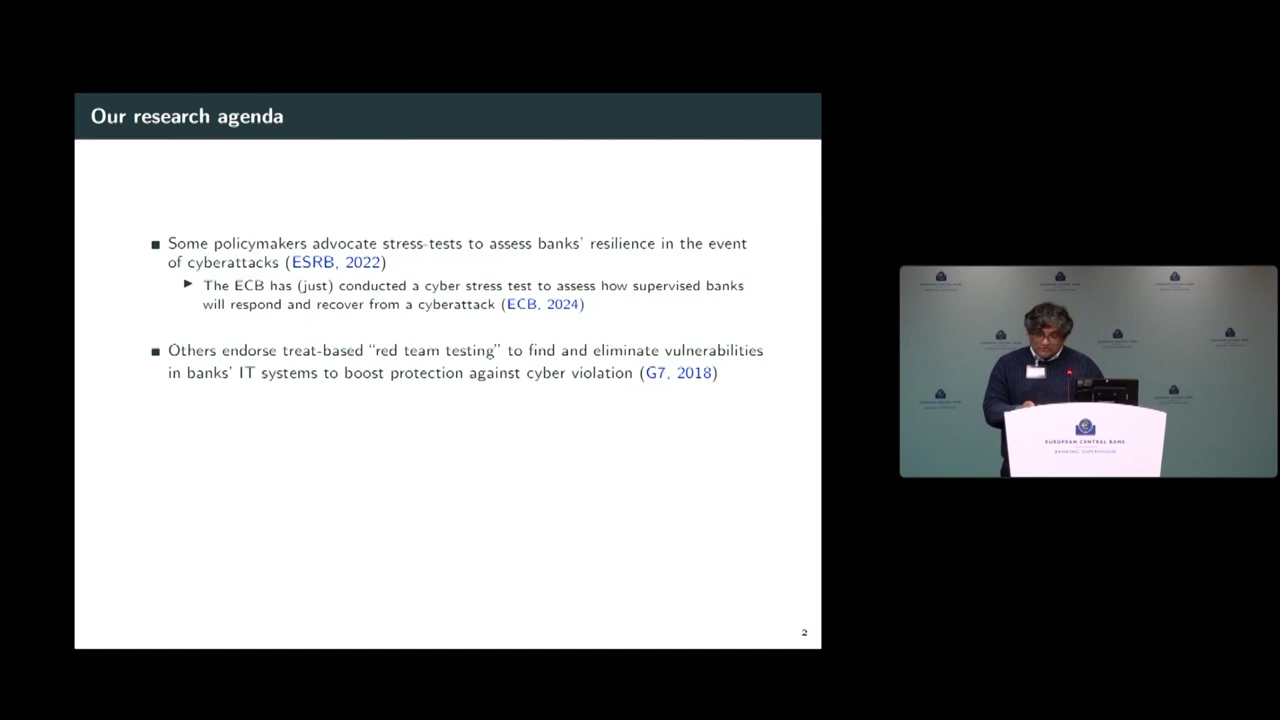 Our research agenda
■ Some policymakers advocate stress-tests to assess banks' resilience in the event
of cyberattacks (ESRB, 2022)
▶ The ECB has (just) conducted a cyber stress test to assess how supervised banks
will respond and recover from a cyberattack (ECB, 2024)
■ Others endorse treat-based “red team testing” to find and eliminate vulnerabilities
in banks' IT systems to boost protection against cyber violation (G7, 2018)
2
EUROPEAN CENTRAL BANK
BANKING SUPERVISION